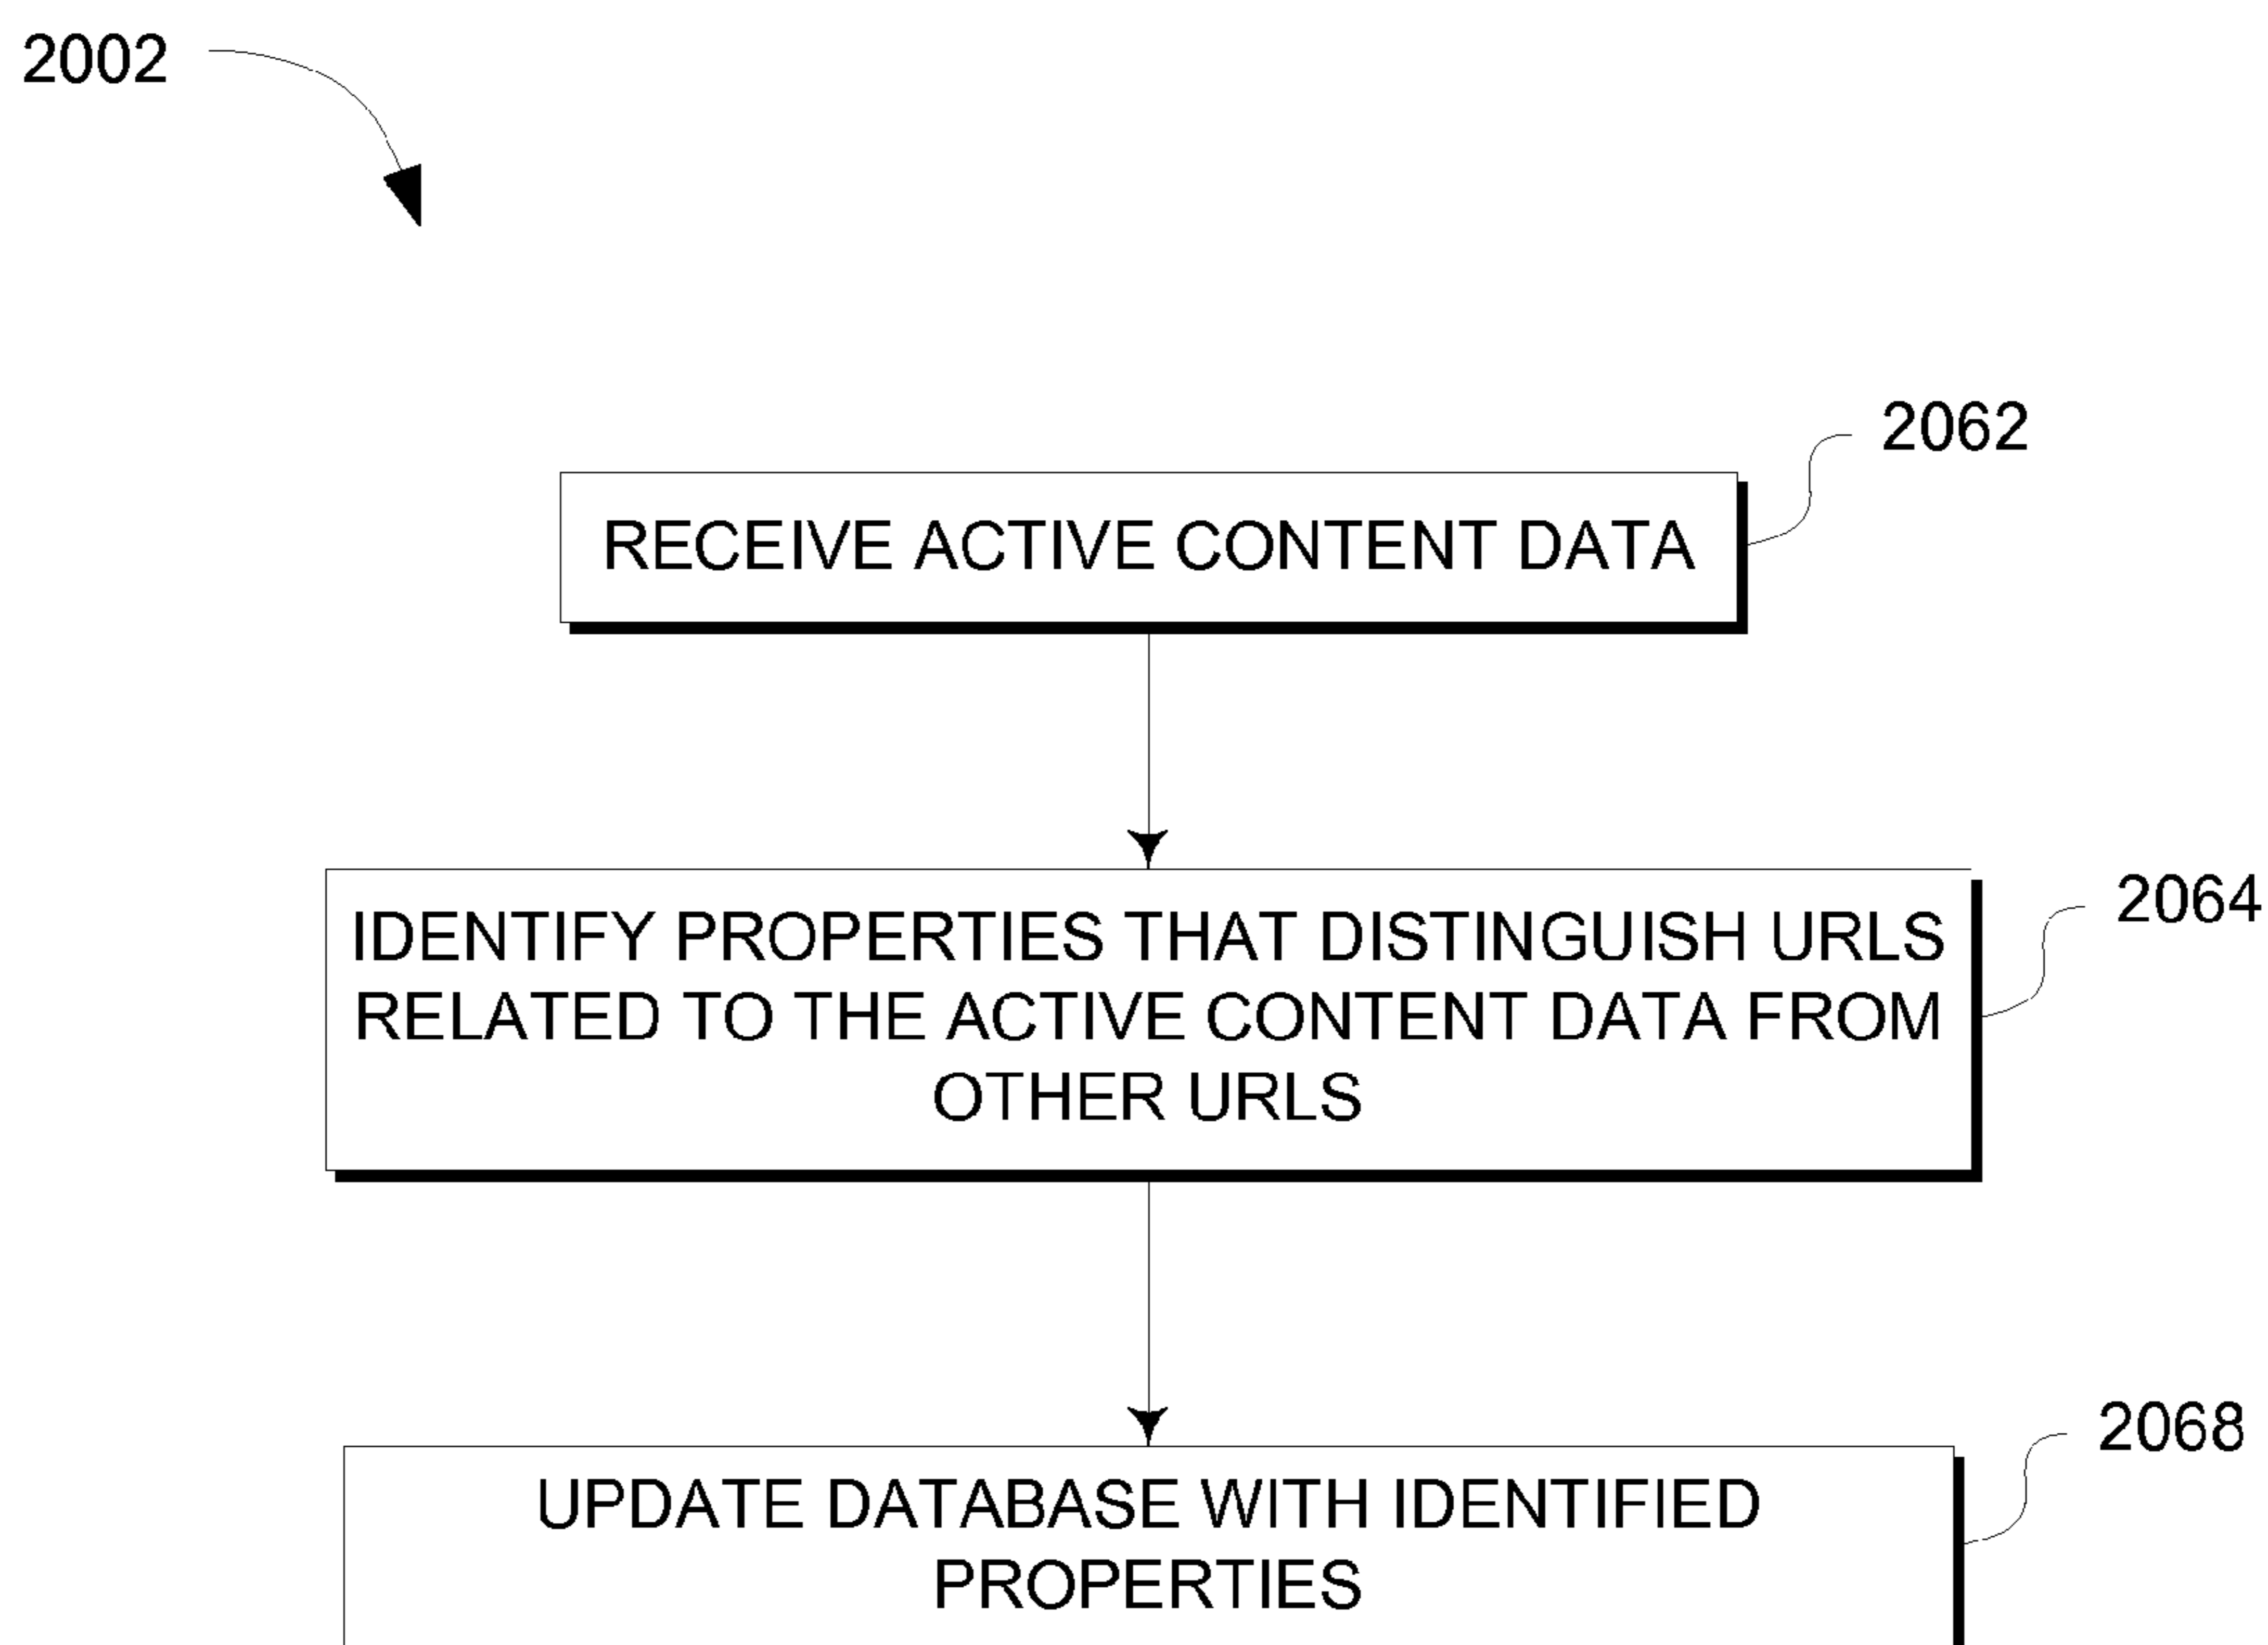 2002
2062
RECEIVE ACTIVE CONTENT DATA
2064
IDENTIFY PROPERTIES THAT DISTINGUISH URLS
RELATED TO THE ACTIVE CONTENT DATA FROM
OTHER URLS
2068
UPDATE DATABASE WITH IDENTIFIED
PROPERTIES